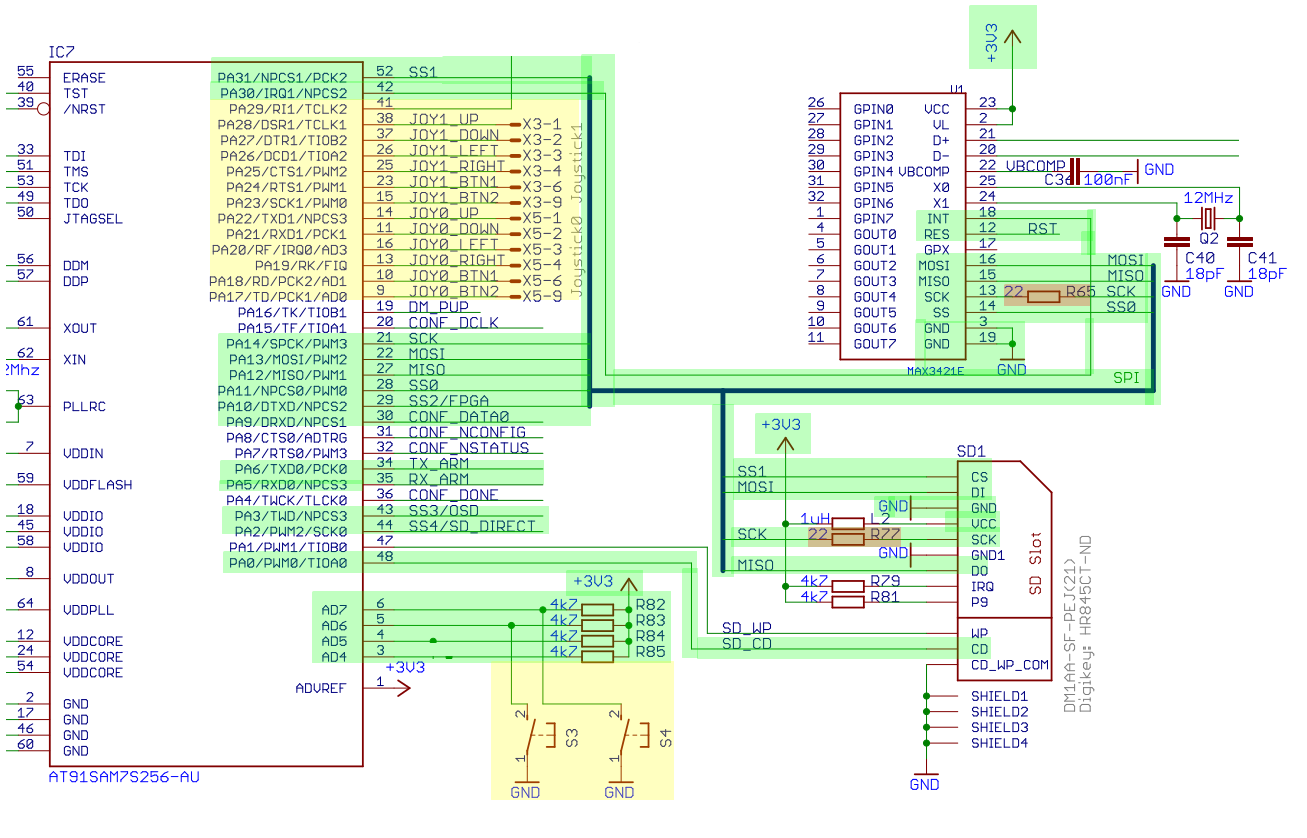 IC7
55 ERASE
40 TST
39 /NRST
33 TDI
51 TMS
53 TCK
49 TDO
50 JTAGSEL
56 DDM
57 DDP
61 XOUT
62 XIN
2Mhz
63 PLLRC
7 VDDIN
59 VDDFLASH
18 VDDIO
45 VDDIO
58 VDDIO
8 VDDOUT
64 VDDPLL
12 VDDCORE
24 VDDCORE
54 VDDCORE
2 GND
17 GND
46 GND
60 GND
AT91SAM7S256-AU
PA31/NPCS1/PCK2 52 SS1
PA30/IRQ1/NPCS2 42
PA29/RI1/TCLK2 41
PA28/DSR1/TCLK1 38 JOY1_UP X3-1
PA27/DTR1/TIOB2 37 JOY1_DOWN X3-2
PA26/DCD1/TIOA2 26 JOY1_LEFT X3-3
PA25/CTS1/PWM2 25 JOY1_RIGHT X3-4
PA24/RTS1/PWM1 23 JOY1_BTN1 X3-6
PA23/SCK1/PWM0 15 JOY1_BTN2 X3-9
PA22/TXD1/NPCS3 14 JOY0_UP X5-1
PA21/RXD1/PCK1 11 JOY0_DOWN X5-2
PA20/RF/IRQ0/AD3 16 JOY0_LEFT X5-3
PA19/RK/FIQ 13 JOY0_RIGHT X5-4
PA18/RD/PCK2/AD1 10 JOY0_BTN1 X5-6
PA17/TD/PCK1/AD0 9 JOY0_BTN2 X5-9
Joystick0 Joystick1
PA16/TK/TIOB1 19 DM_PUP
PA15/TF/TIOA1 20 CONF_DCLK
PA14/SPCK/PWM3 21 SCK
PA13/MOSI/PWM2 22 MOSI
PA12/MISO/PWM1 27 MISO
PA11/NPCS0/PWM0 28 SS0
PA10/DTXD/NPCS2 29 SS2/FPGA
PA9/DRXD/NPCS1 30 CONF_DATA0
PA8/CTS0/ADTRG 31 CONF_NCONFIG
PA7/RTS0/PWM3 32 CONF_NSTATUS
PA6/TXD0/PCK0 34 TX_ARM
PA5/RXD0/NPCS3 35 RX_ARM
PA4/TWCK/TLCK0 36 CONF_DONE
PA3/TWD/NPCS3 43 SS3/OSD
PA2/PWM2/SCK0 44 SS4/SD_DIRECT
PA1/PWM1/TIOB0 47
PA0/PWM0/TIOA0 48
+3V3
AD7 6 4k7 R82
AD6 5 4k7 R83
AD5 4 4k7 R84
AD4 3 4k7 R85
+3V3
ADVREF 1
2 1 S3 GND
2 1 S4 GND
+3V3
U1
26 GPIN0 VCC 23
27 GPIN1 VL 2
28 GPIN2 D+ 21
29 GPIN3 D- 20
30 GPIN4 VBCOMP 22 VBCOMP
31 GPIN5 X0 25
32 GPIN6 X1 24
1 GPIN7 INT 18
4 GOUT0 RES 12 RST
5 GOUT1 GPX 17
6 GOUT2 MOSI 16 MOSI
7 GOUT3 MISO 15 MISO
8 GOUT4 SCK 13 22 R65 SCK
9 GOUT5 SS 14 SS0
10 GOUT6 GND 3
11 GOUT7 GND 19
MAX3421E
GND
C36 100nF GND
12MHz
Q2
C40 18pF GND
C41 18pF GND
SPI
+3V3
SD1
SS1 CS
MOSI DI
GND GND
1uH L2 VCC
SCK 22 R77 SCK
GND GND1
MISO DO
4k7 R79 IRQ
4k7 R81 P9
SD_WP WP
SD_CD CD
CD_WP_COM
SHIELD1
SHIELD2
SHIELD3
SHIELD4
GND
SD Slot
DM1AA-SF-PEJ(21)
Digikey: HR845CT-ND